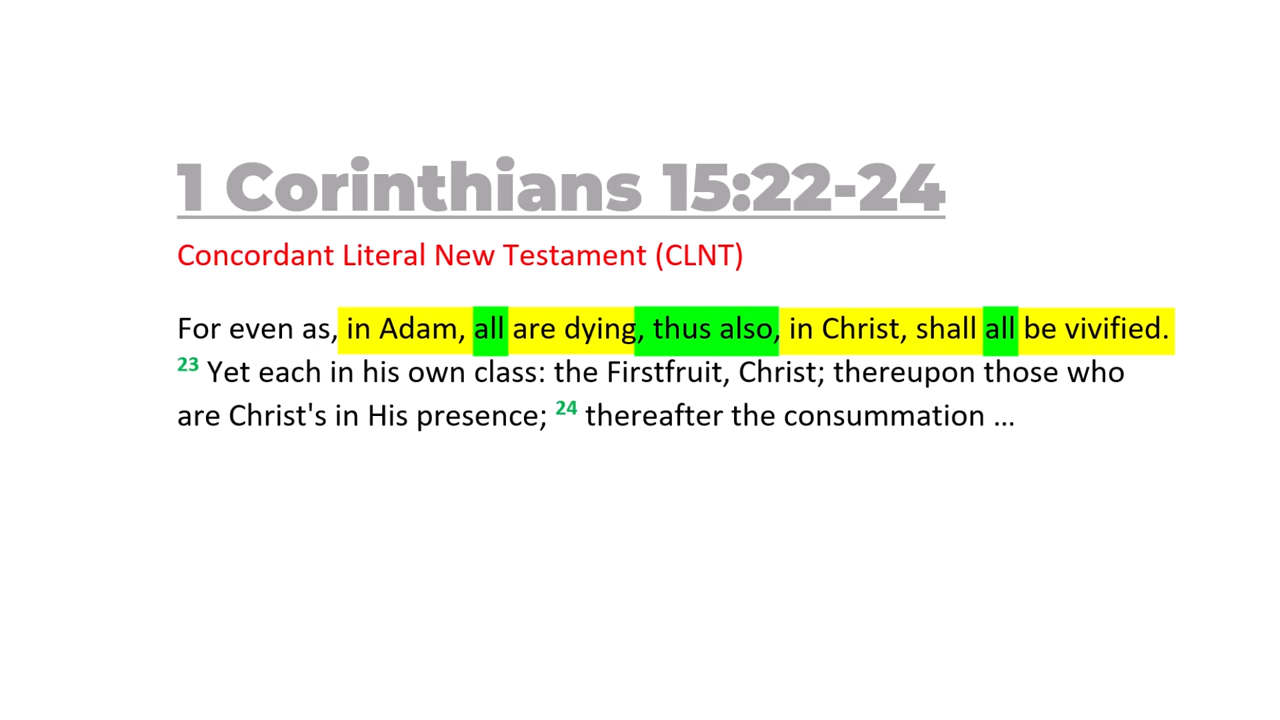 1 Corinthians 15:22-24
Concordant Literal New Testament (CLNT)
For even as, in Adam, all are dying, thus also, in Christ, shall all be vivified.
23 Yet each in his own class: the Firstfruit, Christ; thereupon those who
are Christ's in His presence; 24 thereafter the consummation ...